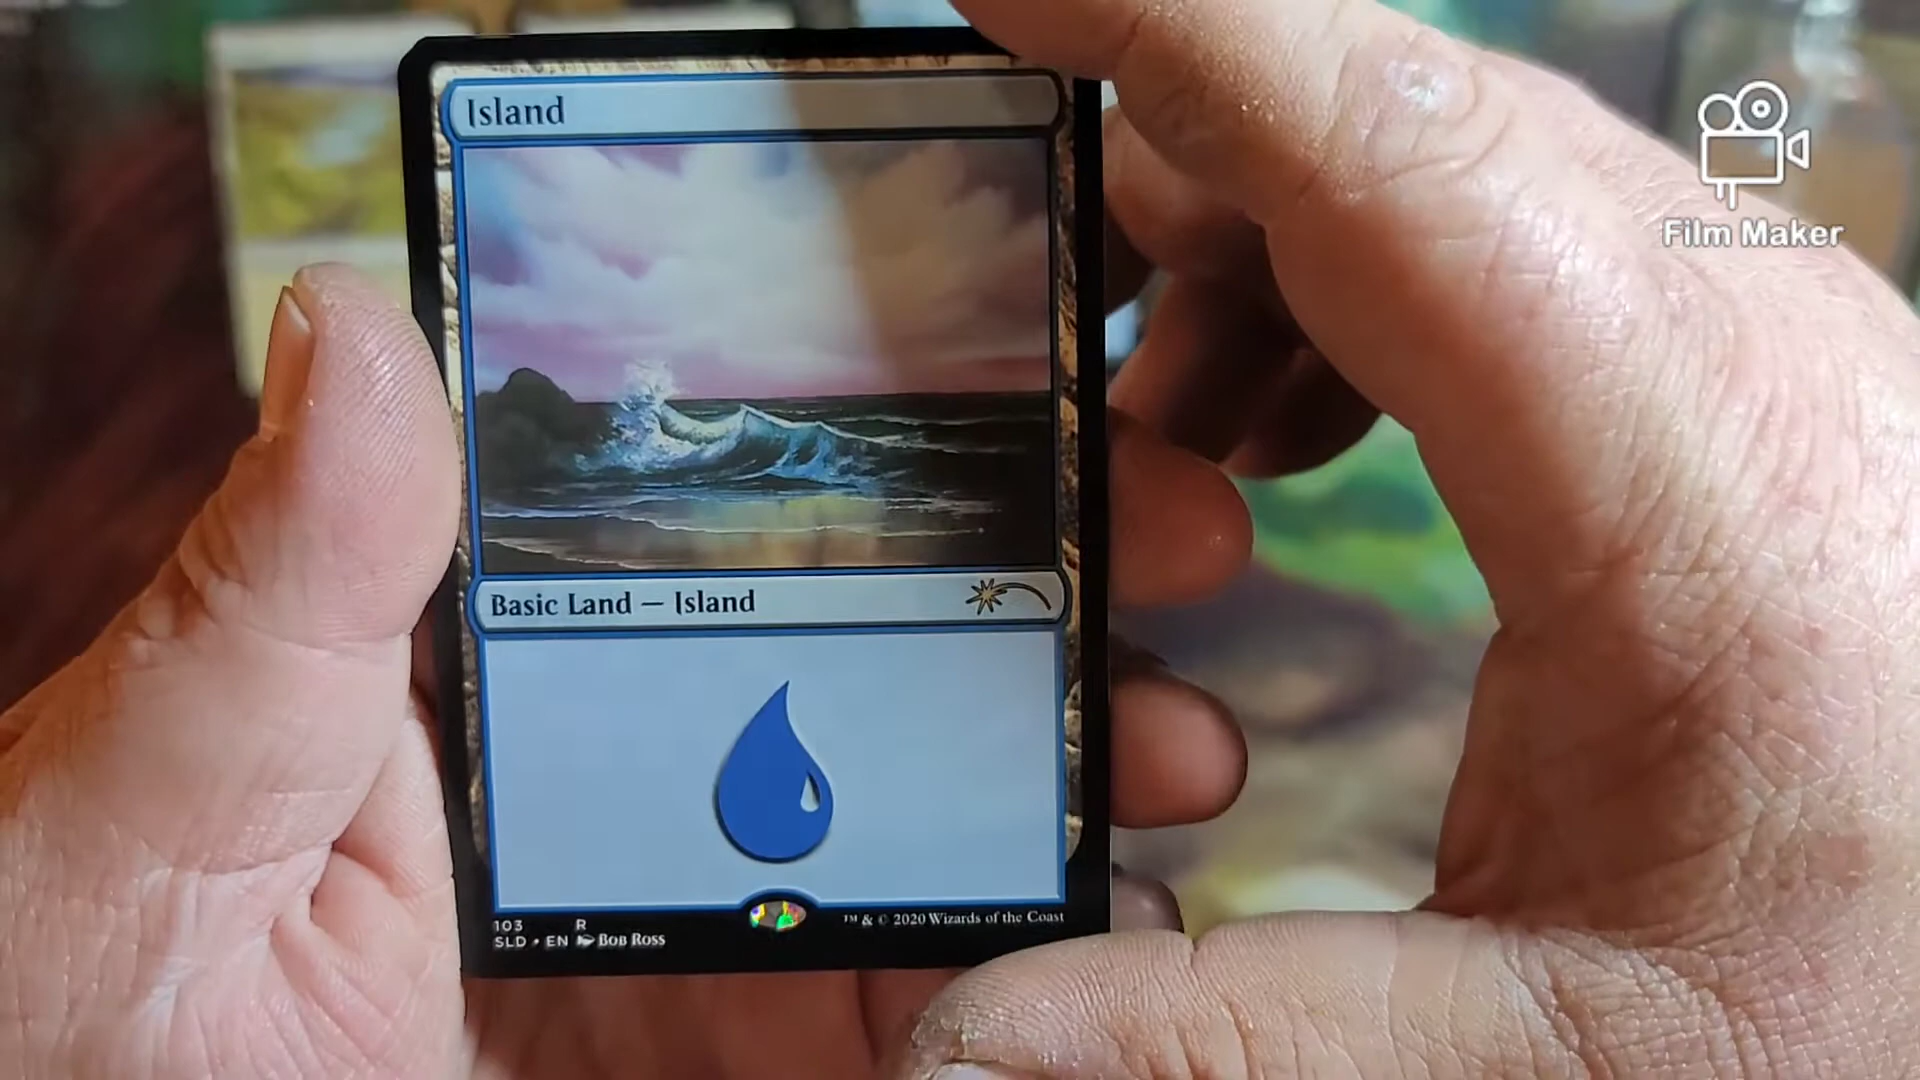 Island
Film Maker
Basic Land — Island
103 R
SLD • EN Bob Ross
™ & © 2020 Wizards of the Coast